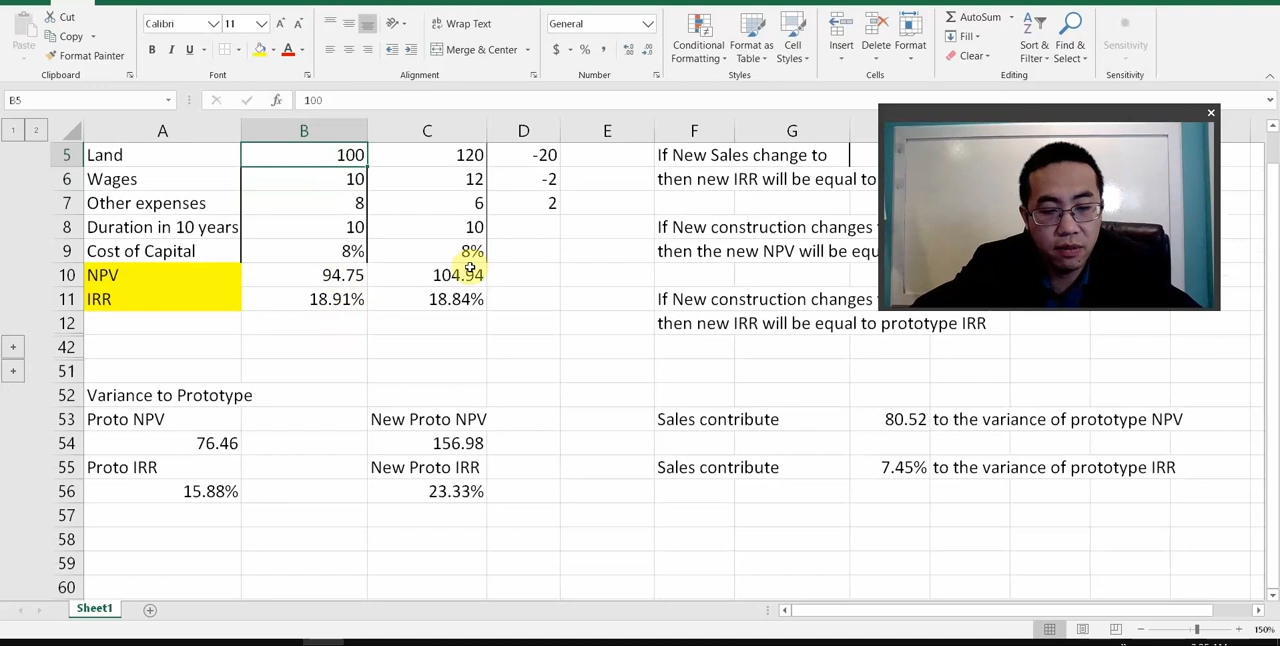 Cut
Copy
Format Painter
Paste
Clipboard
Calibri 11
B I U
Font
Wrap Text
Merge & Center
Alignment
General
$ % ,
Number
Conditional Formatting
Format as Table
Cell Styles
Styles
Insert
Delete
Format
Cells
AutoSum
Fill
Clear
Sort & Filter
Find & Select
Editing
Sensitivity
Sensitivity
B5 fx 100
1 2 A B C D E F G
5 Land 100 120 -20 If New Sales change to
6 Wages 10 12 -2 then new IRR will be equal to
7 Other expenses 8 6 2
8 Duration in 10 years 10 10 If New construction changes
9 Cost of Capital 8% 8% then the new NPV will be equ
10 NPV 94.75 104.94
11 IRR 18.91% 18.84% If New construction changes
12 then new IRR will be equal to prototype IRR
42
51
52 Variance to Prototype
53 Proto NPV New Proto NPV Sales contribute 80.52 to the variance of prototype NPV
54 76.46 156.98
55 Proto IRR New Proto IRR Sales contribute 7.45% to the variance of prototype IRR
56 15.88% 23.33%
57
58
59
60
Sheet1
150%